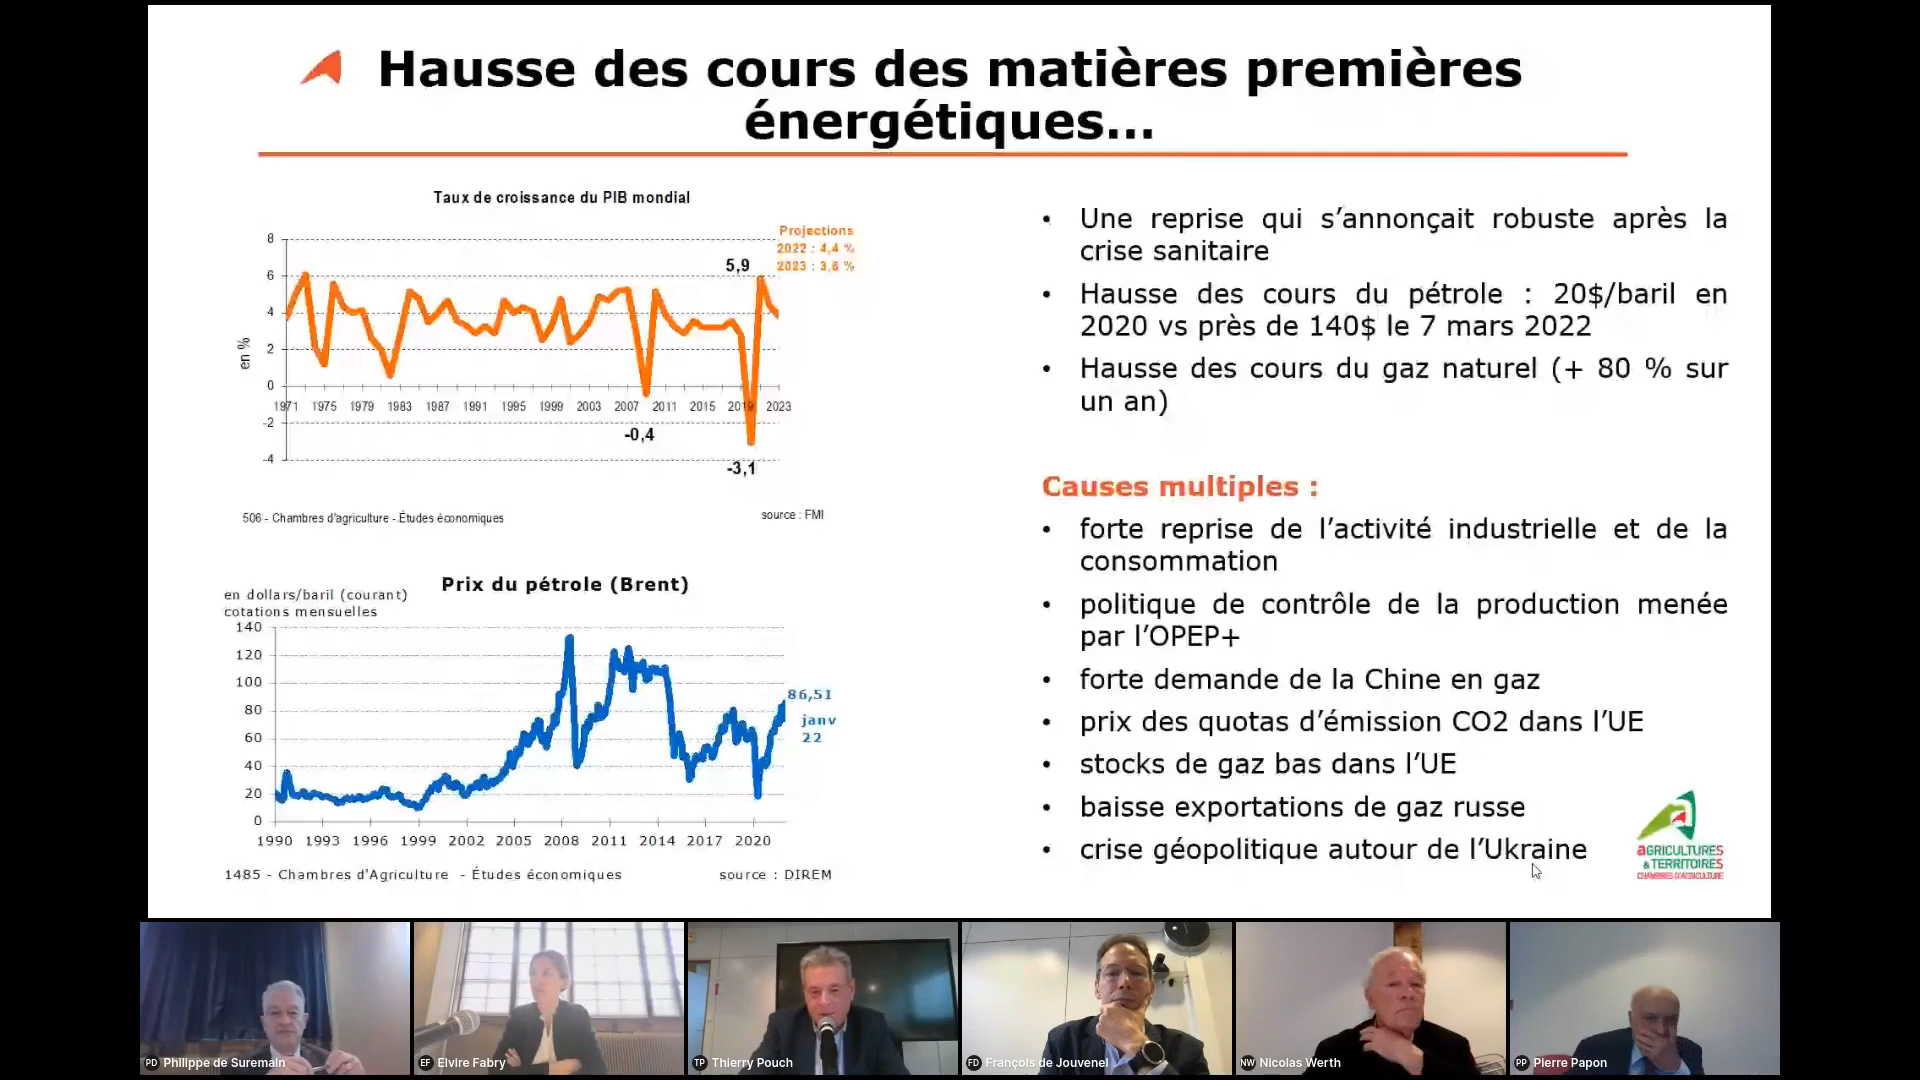 Hausse des cours des matières premières
énergétiques...
Taux de croissance du PIB mondial
Projections
2022 : 4,4 %
2023 : 3,8 %
5,9
en %
8
6
4
2
0
-2
-4
1971 1975 1979 1983 1987 1991 1995 1999 2003 2007 2011 2015 2019 2023
-0,4
-3,1
506 - Chambres d'agriculture - Études économiques
source : FMI
Prix du pétrole (Brent)
en dollars/baril (courant)
cotations mensuelles
140
120
100
80
60
40
20
0
86,51
janv
22
1990 1993 1996 1999 2002 2005 2008 2011 2014 2017 2020
1485 - Chambres d'Agriculture - Études économiques
source : DIREM
• Une reprise qui s’annonçait robuste après la
crise sanitaire
• Hausse des cours du pétrole : 20$/baril en
2020 vs près de 140$ le 7 mars 2022
• Hausse des cours du gaz naturel (+ 80 % sur
un an)
Causes multiples :
• forte reprise de l’activité industrielle et de la
consommation
• politique de contrôle de la production menée
par l’OPEP+
• forte demande de la Chine en gaz
• prix des quotas d’émission CO2 dans l’UE
• stocks de gaz bas dans l’UE
• baisse exportations de gaz russe
• crise géopolitique autour de l’Ukraine
aGRICULTURES
& TERRITOIRES
CHAMBRES D'AGRICULTURE
PD Philippe de Suremain
EF Elvire Fabry
TP Thierry Pouch
FD François de Jouvenel
NW Nicolas Werth
PP Pierre Papon